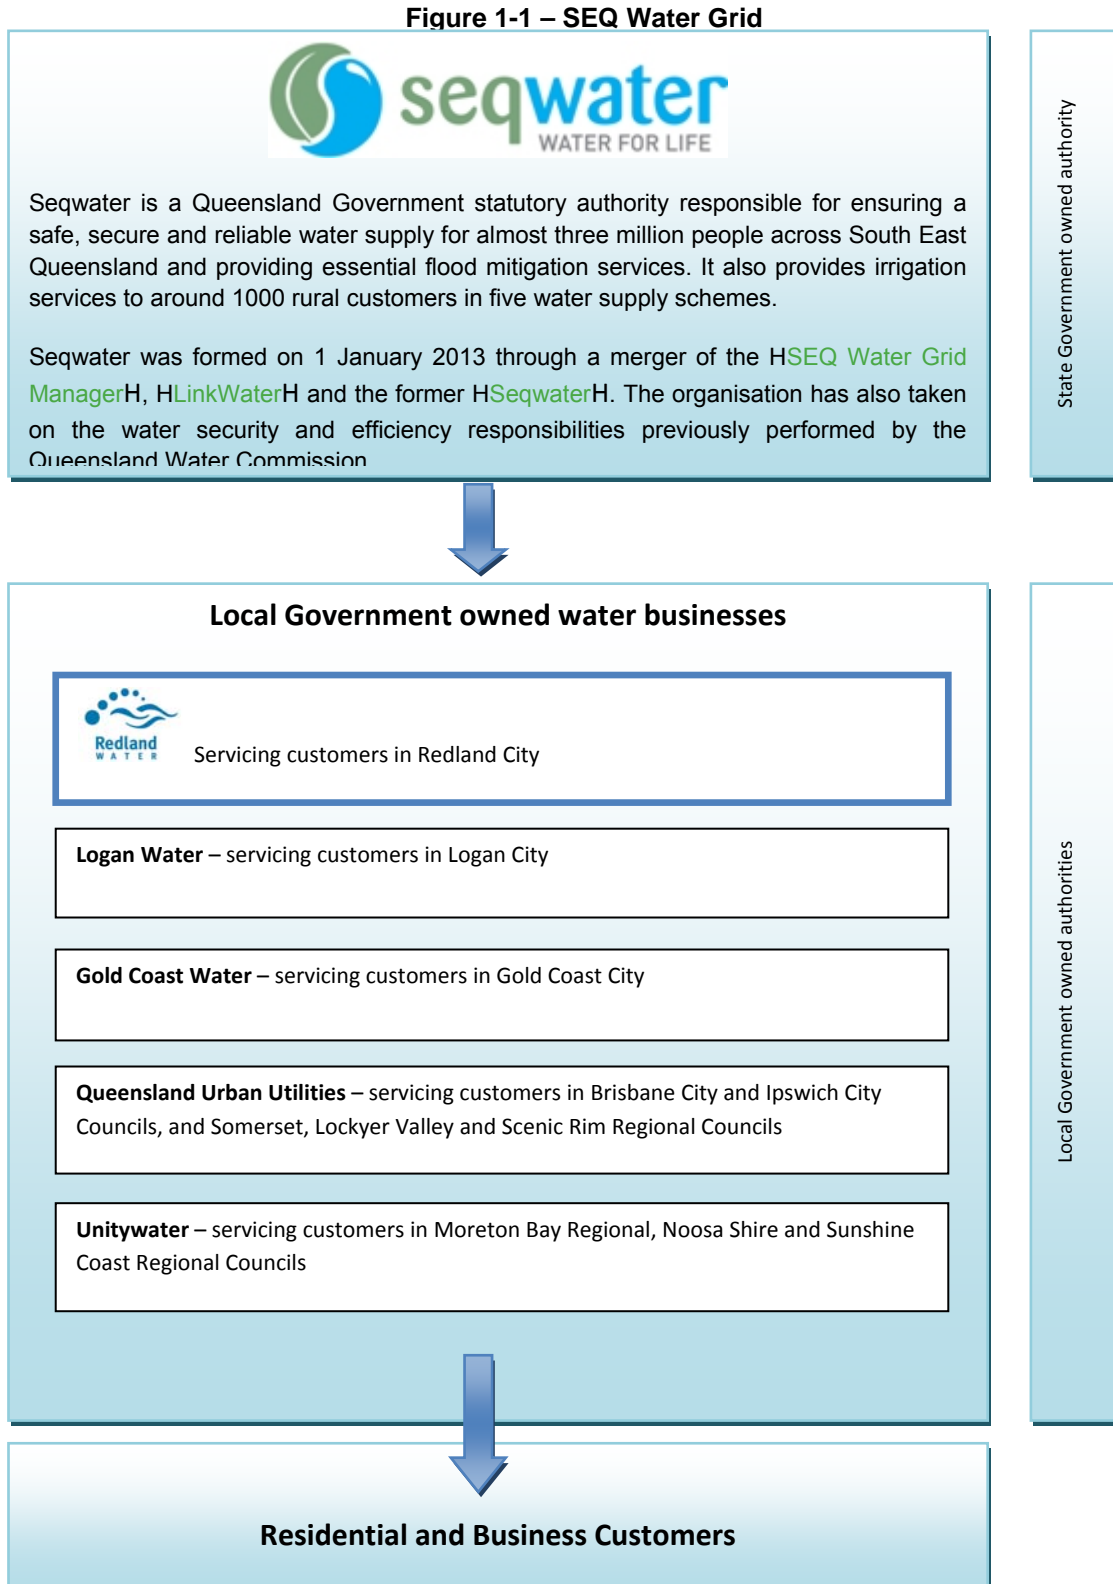 Figure 1-1 – SEQ Water Grid
seqwater
WATER FOR LIFE
Seqwater is a Queensland Government statutory authority responsible for ensuring a
safe, secure and reliable water supply for almost three million people across South East
Queensland and providing essential flood mitigation services. It also provides irrigation
services to around 1000 rural customers in five water supply schemes.
Seqwater was formed on 1 January 2013 through a merger of the HSEQ Water Grid
ManagerH, HLinkWaterH and the former HSeqwaterH. The organisation has also taken
on the water security and efficiency responsibilities previously performed by the
Queensland Water Commission
State Government owned authority
Local Government owned water businesses
Redland
WATER
Servicing customers in Redland City
Logan Water – servicing customers in Logan City
Gold Coast Water – servicing customers in Gold Coast City
Queensland Urban Utilities – servicing customers in Brisbane City and Ipswich City
Councils, and Somerset, Lockyer Valley and Scenic Rim Regional Councils
Unitywater – servicing customers in Moreton Bay Regional, Noosa Shire and Sunshine
Coast Regional Councils
Local Government owned authorities
Residential and Business Customers